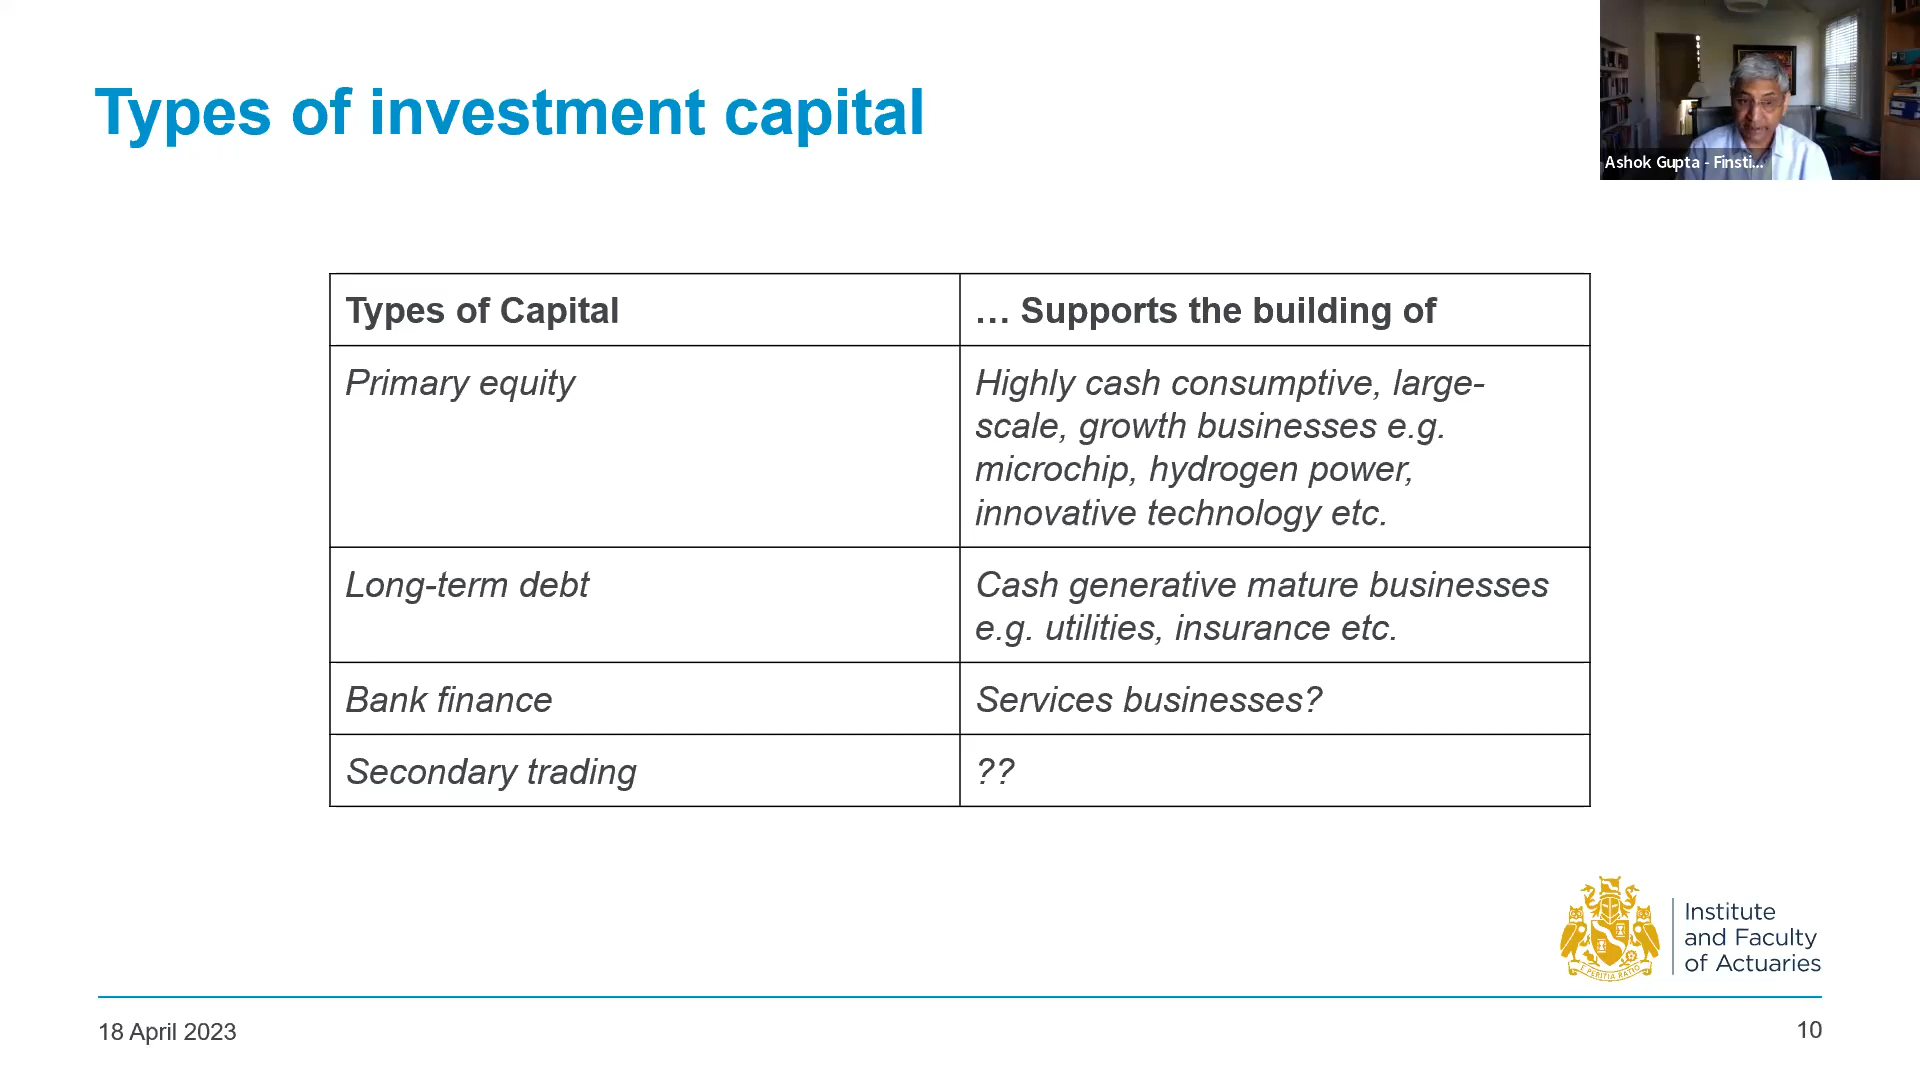 Types of investment capital
Ashok Gupta - Finsti...
Types of Capital
... Supports the building of
Primary equity
Highly cash consumptive, large-
scale, growth businesses e.g.
microchip, hydrogen power,
innovative technology etc.
Long-term debt
Cash generative mature businesses
e.g. utilities, insurance etc.
Bank finance
Services businesses?
Secondary trading
??
Institute
and Faculty
of Actuaries
18 April 2023
10